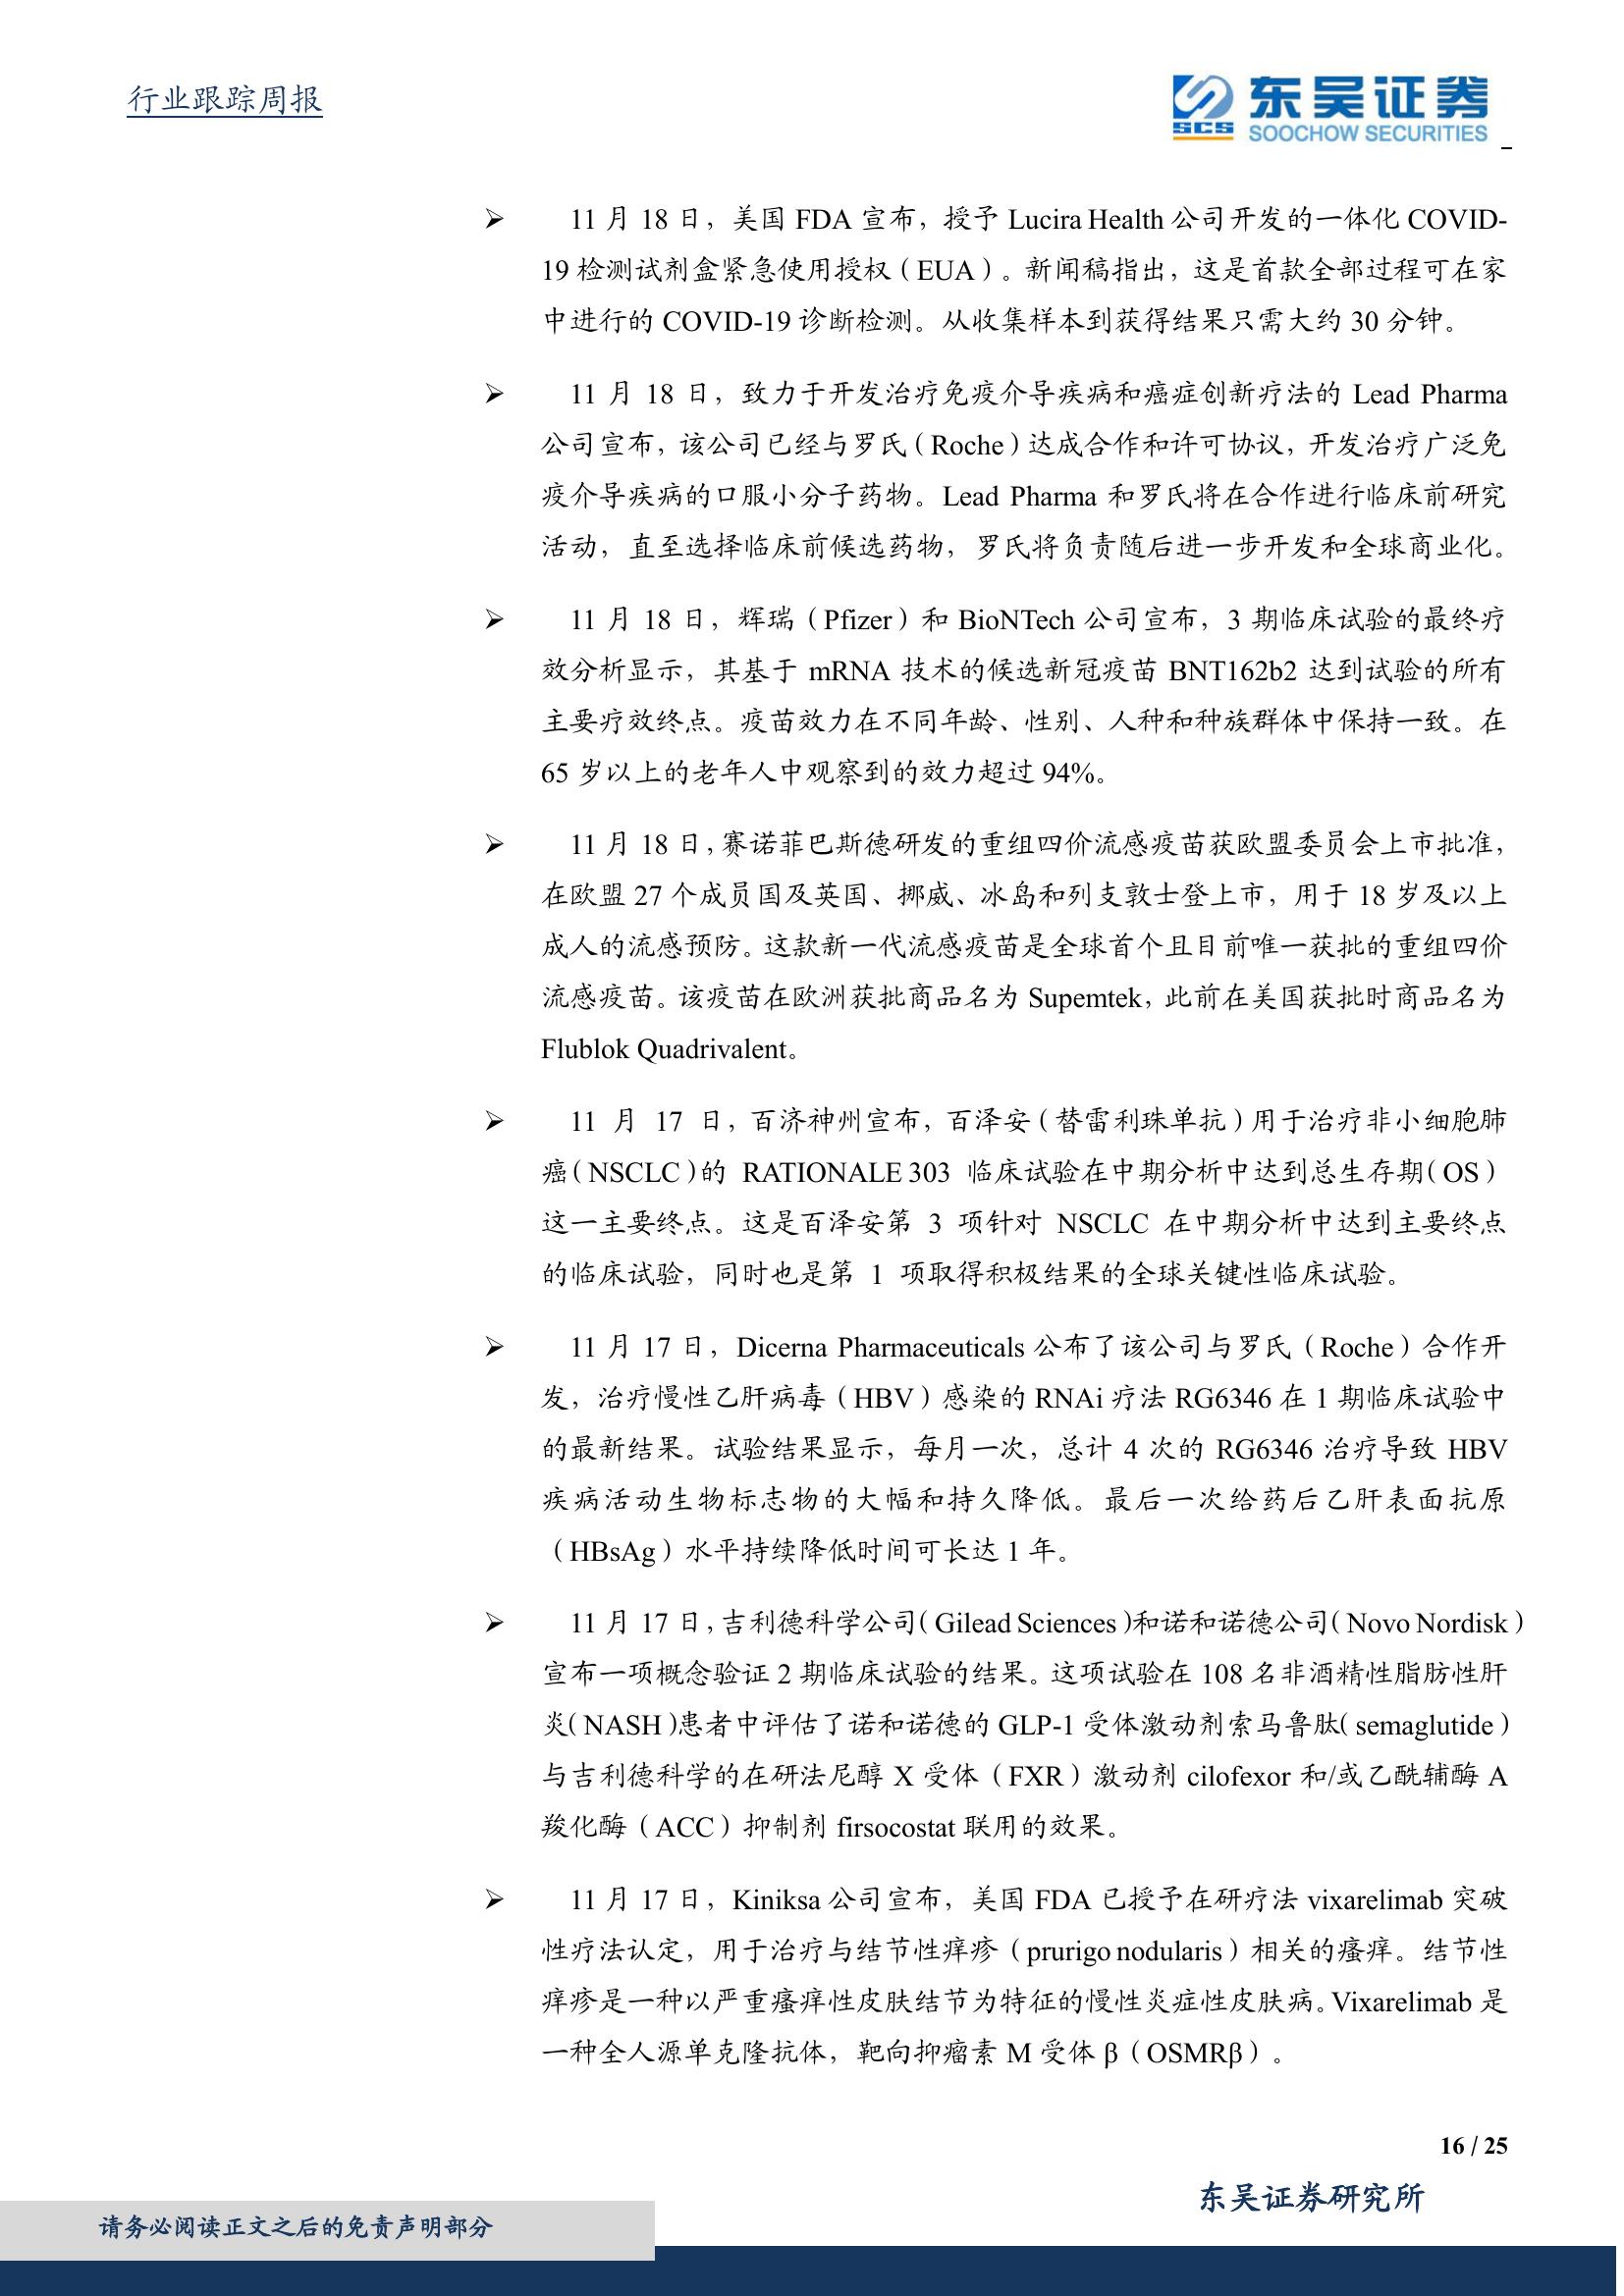 行业跟踪周报
SCS 东吴证券
SOOCHOW SECURITIES
➢ 11 月 18 日，美国 FDA 宣布，授予 Lucira Health 公司开发的一体化 COVID-
19 检测试剂盒紧急使用授权（EUA）。新闻稿指出，这是首款全部过程可在家
中进行的 COVID-19 诊断检测。从收集样本到获得结果只需大约 30 分钟。
➢ 11 月 18 日，致力于开发治疗免疫介导疾病和癌症创新疗法的 Lead Pharma
公司宣布，该公司已经与罗氏（Roche）达成合作和许可协议，开发治疗广泛免
疫介导疾病的口服小分子药物。Lead Pharma 和罗氏将在合作进行临床前研究
活动，直至选择临床前候选药物，罗氏将负责随后进一步开发和全球商业化。
➢ 11 月 18 日，辉瑞（Pfizer）和 BioNTech 公司宣布，3 期临床试验的最终疗
效分析显示，其基于 mRNA 技术的候选新冠疫苗 BNT162b2 达到试验的所有
主要疗效终点。疫苗效力在不同年龄、性别、人种和种族群体中保持一致。在
65 岁以上的老年人中观察到的效力超过 94%。
➢ 11 月 18 日，赛诺菲巴斯德研发的重组四价流感疫苗获欧盟委员会上市批准，
在欧盟 27 个成员国及英国、挪威、冰岛和列支敦士登上市，用于 18 岁及以上
成人的流感预防。这款新一代流感疫苗是全球首个且目前唯一获批的重组四价
流感疫苗。该疫苗在欧洲获批商品名为 Supemtek，此前在美国获批时商品名为
Flublok Quadrivalent。
➢ 11 月 17 日，百济神州宣布，百泽安（替雷利珠单抗）用于治疗非小细胞肺
癌（NSCLC）的 RATIONALE 303 临床试验在中期分析中达到总生存期（OS）
这一主要终点。这是百泽安第 3 项针对 NSCLC 在中期分析中达到主要终点
的临床试验，同时也是第 1 项取得积极结果的全球关键性临床试验。
➢ 11 月 17 日，Dicerna Pharmaceuticals 公布了该公司与罗氏（Roche）合作开
发，治疗慢性乙肝病毒（HBV）感染的 RNAi 疗法 RG6346 在 1 期临床试验中
的最新结果。试验结果显示，每月一次，总计 4 次的 RG6346 治疗导致 HBV
疾病活动生物标志物的大幅和持久降低。最后一次给药后乙肝表面抗原
（HBsAg）水平持续降低时间可长达 1 年。
➢ 11 月 17 日，吉利德科学公司（Gilead Sciences）和诺和诺德公司（Novo Nordisk）
宣布一项概念验证 2 期临床试验的结果。这项试验在 108 名非酒精性脂肪性肝
炎（NASH）患者中评估了诺和诺德的 GLP-1 受体激动剂索马鲁肽（semaglutide）
与吉利德科学的在研法尼醇 X 受体（FXR）激动剂 cilofexor 和/或乙酰辅酶 A
羧化酶（ACC）抑制剂 firsocostat 联用的效果。
➢ 11 月 17 日，Kiniksa 公司宣布，美国 FDA 已授予在研疗法 vixarelimab 突破
性疗法认定，用于治疗与结节性痒疹（prurigo nodularis）相关的瘙痒。结节性
痒疹是一种以严重瘙痒性皮肤结节为特征的慢性炎症性皮肤病。Vixarelimab 是
一种全人源单克隆抗体，靶向抑瘤素 M 受体 β（OSMRβ）。
16 / 25
东吴证券研究所
请务必阅读正文之后的免责声明部分